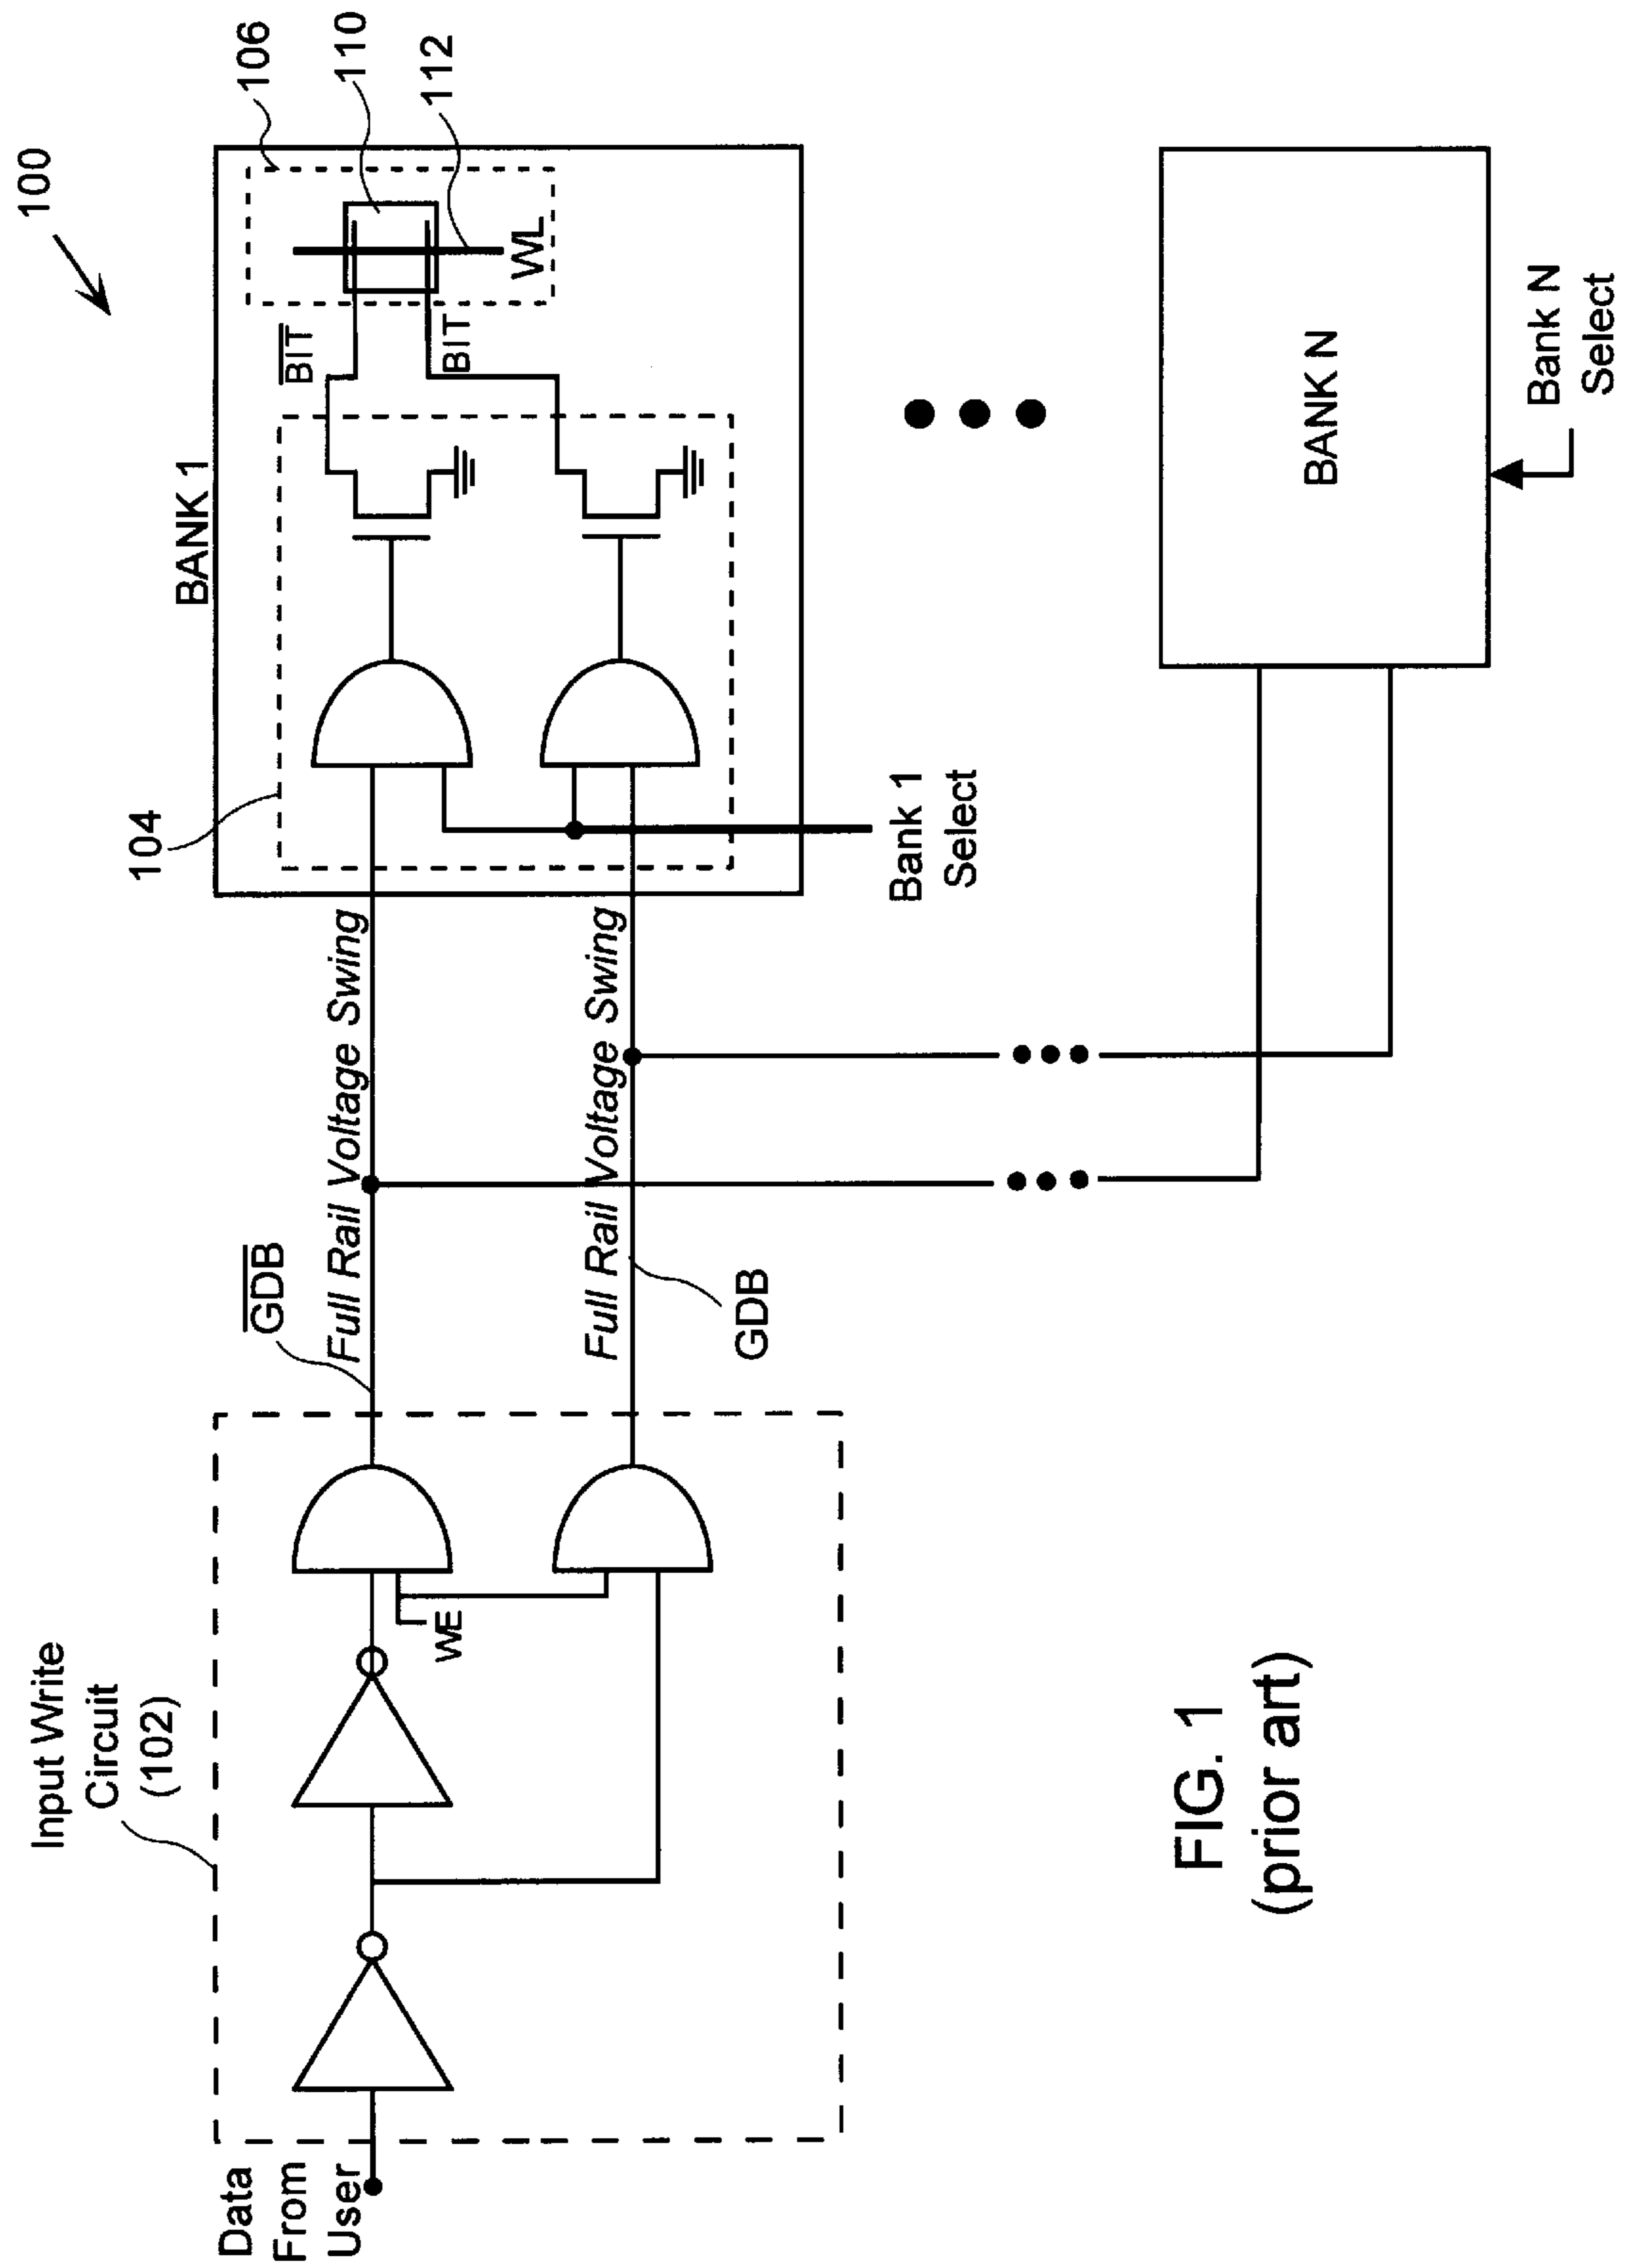 100
BANK 1
106
110
112
104
BIT
BIT
WL
Bank 1
Select
Input Write
Circuit
(102)
GDB
Full Rail Voltage Swing
Full Rail Voltage Swing
GDB
WE
Data
From
User
BANK N
Bank N
Select
FIG. 1
(prior art)